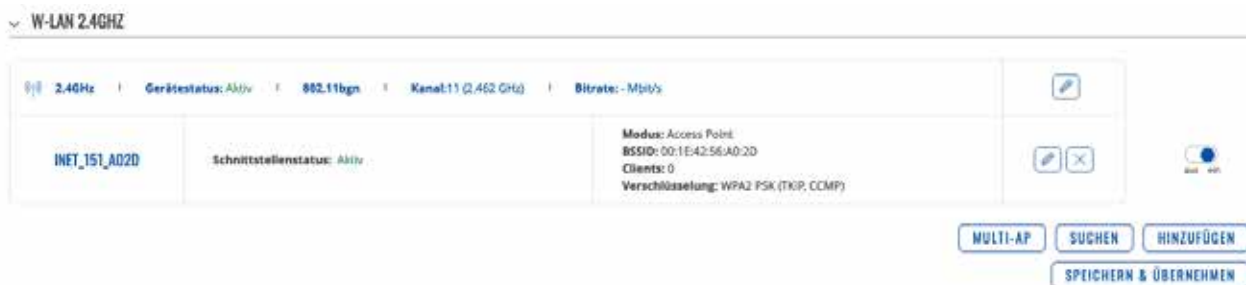 W-LAN 2.4GHZ
2.4GHz Gerätestatus: Aktiv 802.11bgn Kanal:11 (2.462 GHz) Bitrate: - Mbit/s
INET_151_A02D
Schnittstellenstatus: Aktiv
Modus: Access Point
BSSID: 00:1E:42:56:A0:2D
Clients: 0
Verschlüsselung: WPA2 PSK (TKIP, CCMP)
aus ein
MULTI-AP SUCHEN HINZUFÜGEN
SPEICHERN & ÜBERNEHMEN